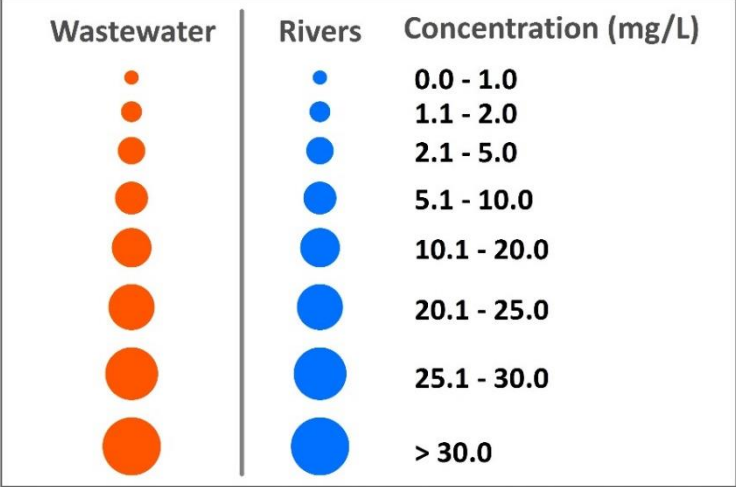 Wastewater Rivers Concentration (mg/L)
0.0 - 1.0
1.1 - 2.0
2.1 - 5.0
5.1 - 10.0
10.1 - 20.0
20.1 - 25.0
25.1 - 30.0
> 30.0